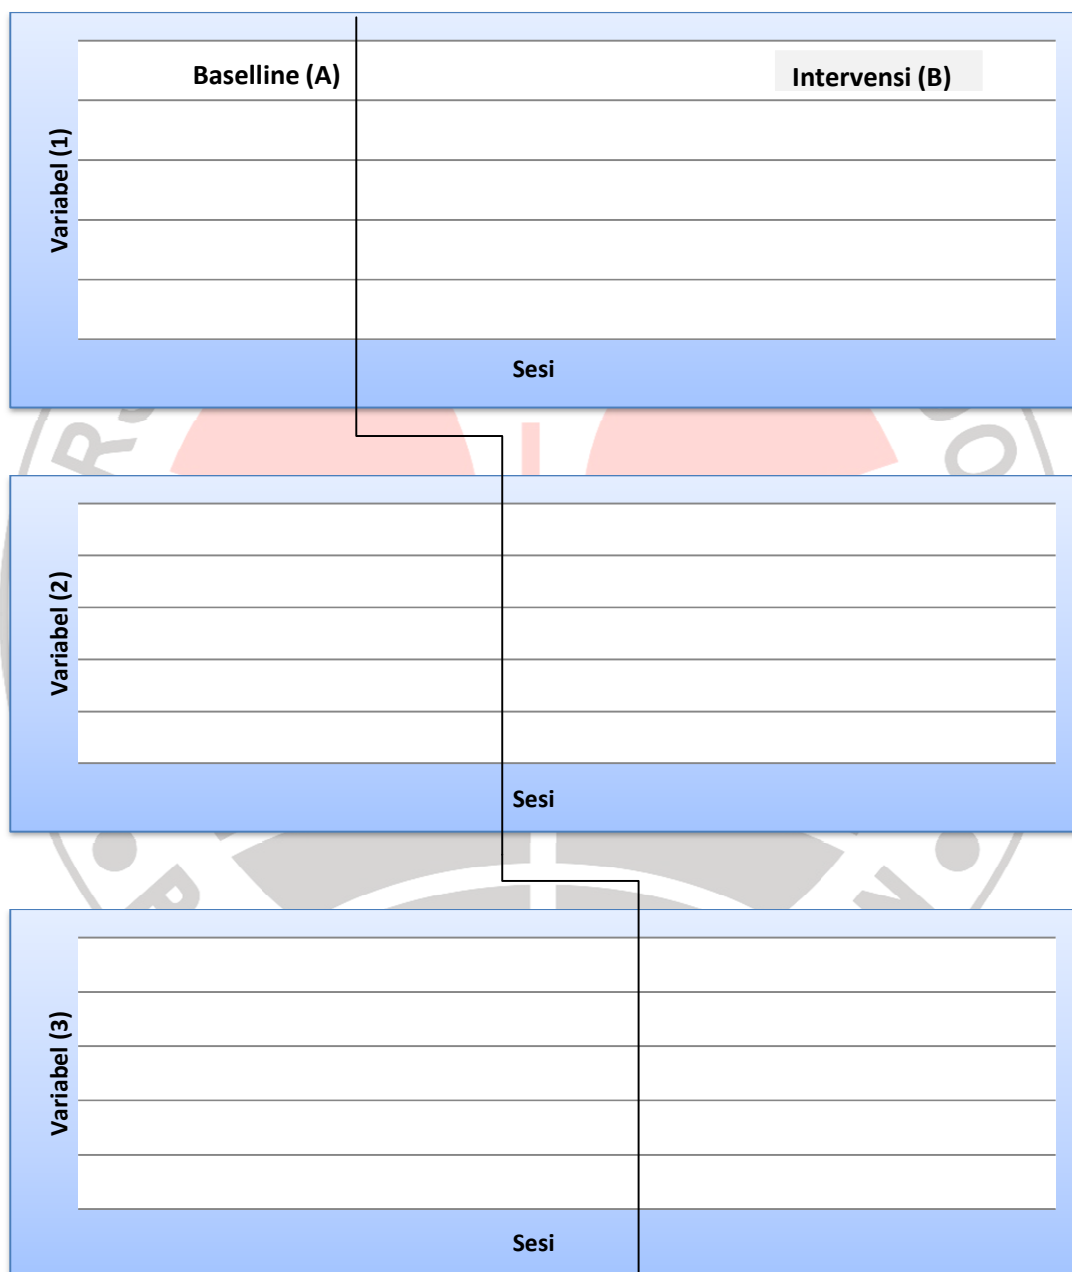 Baselline (A)
Intervensi (B)
Variabel (1)
Sesi
Variabel (2)
Sesi
Variabel (3)
Sesi